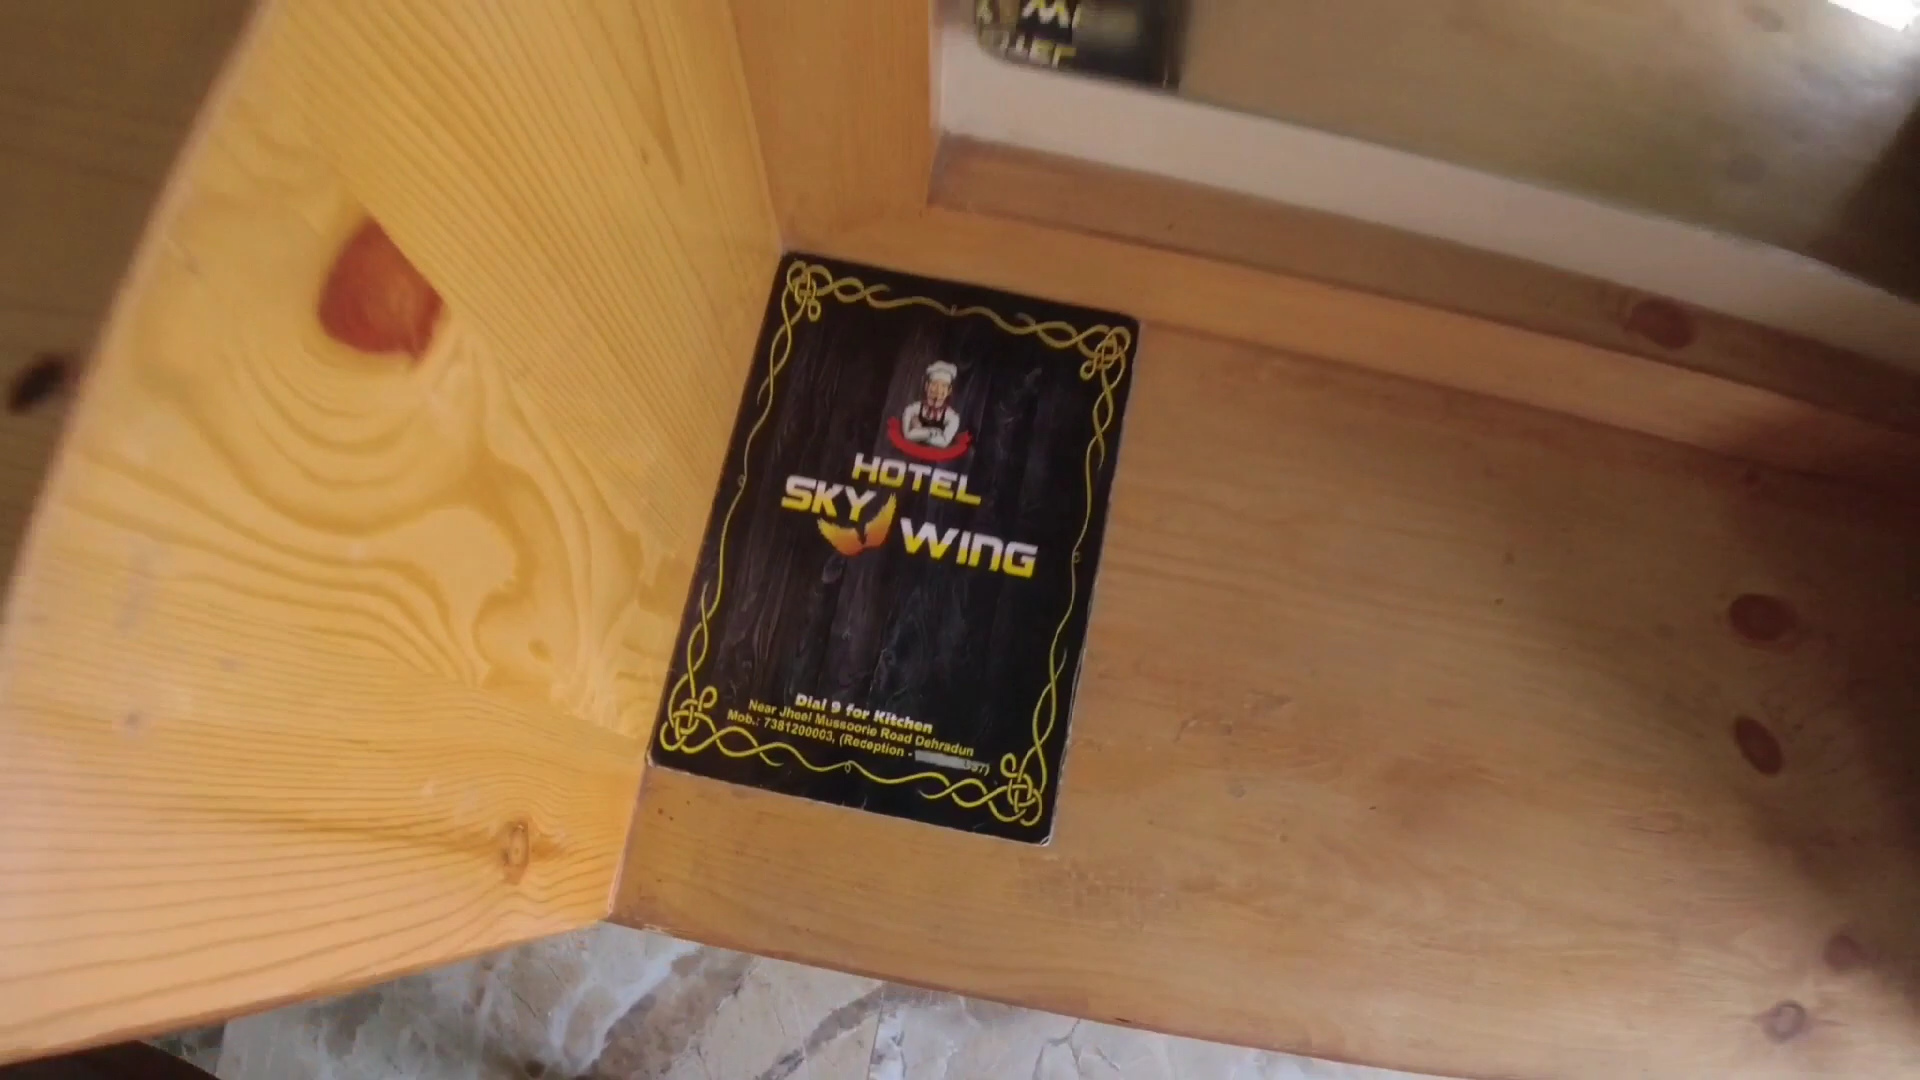 HOTEL
SKY WING
Dial 9 for Kitchen
Near Jheel Mussoorie Road Dehradun
Mob.: 7381200003, (Reception -